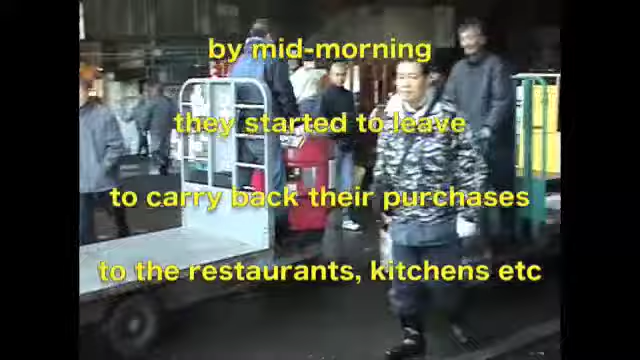 by mid-morning
they started to leave
to carry back their purchases
to the restaurants, kitchens etc